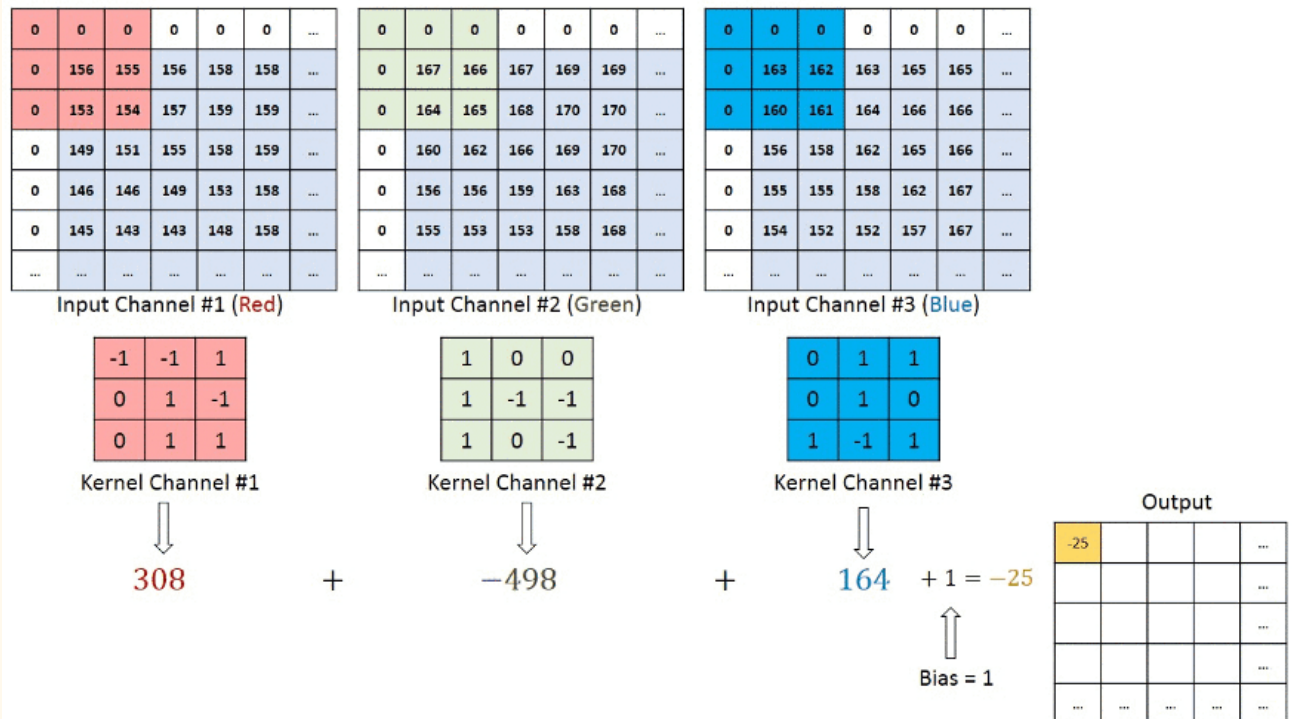 0 0 0 0 0 0 ... 0 0 0 0 0 0 ... 0 0 0 0 0 0 ...
0 156 155 156 158 158 ... 0 167 166 167 169 169 ... 0 163 162 163 165 165 ...
0 153 154 157 159 159 ... 0 164 165 168 170 170 ... 0 160 161 164 166 166 ...
0 149 151 155 158 159 ... 0 160 162 166 169 170 ... 0 156 158 162 165 166 ...
0 146 146 149 153 158 ... 0 156 156 159 163 168 ... 0 155 155 158 162 167 ...
0 145 143 143 148 158 ... 0 155 153 153 158 168 ... 0 154 152 152 157 167 ...
... ... ... ... ... ... ... ... ... ... ... ... ... ... ... ... ... ... ... ... ...
Input Channel #1 (Red) Input Channel #2 (Green) Input Channel #3 (Blue)
-1 -1 1 1 0 0 0 1 1
0 1 -1 1 -1 -1 0 1 0
0 1 1 1 0 -1 1 -1 1
Kernel Channel #1 Kernel Channel #2 Kernel Channel #3
308 + −498 + 164 + 1 = −25
Bias = 1
Output
-25 ...
...
...
...
... ... ... ... ...